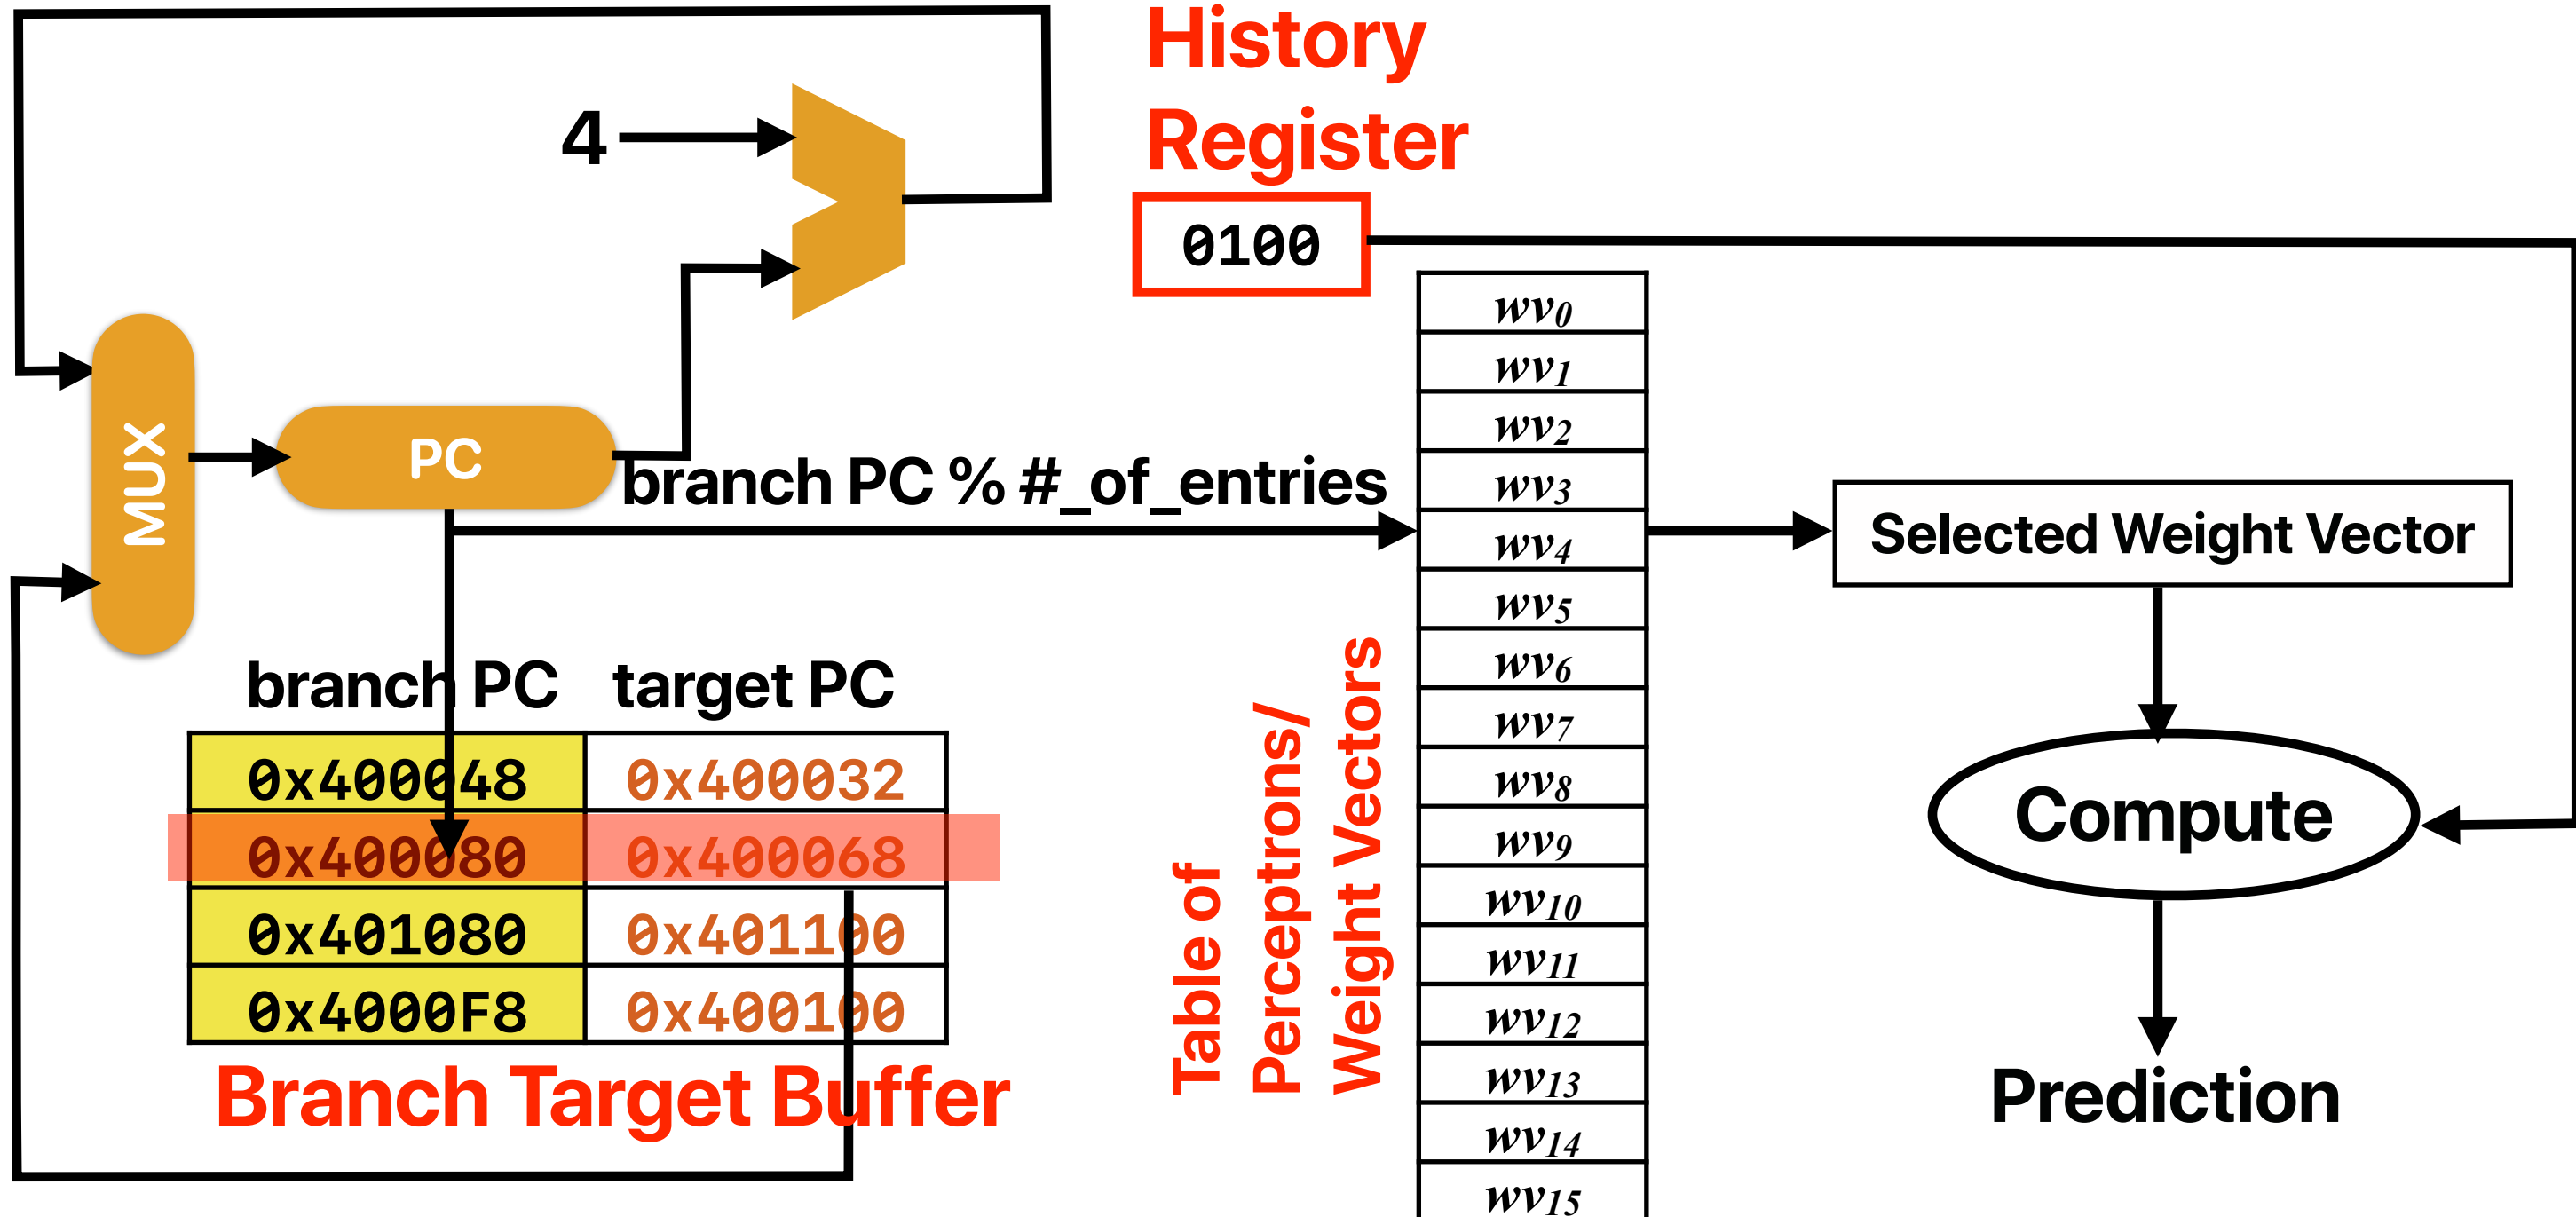 History
Register
4
0100
MUX
PC
branch PC % #_of_entries
branch PC target PC
0x400048 0x400032
0x400080 0x400068
0x401080 0x401100
0x4000F8 0x400100
Branch Target Buffer
Table of
Perceptrons/
Weight Vectors
wv0
wv1
wv2
wv3
wv4
wv5
wv6
wv7
wv8
wv9
wv10
wv11
wv12
wv13
wv14
wv15
Selected Weight Vector
Compute
Prediction